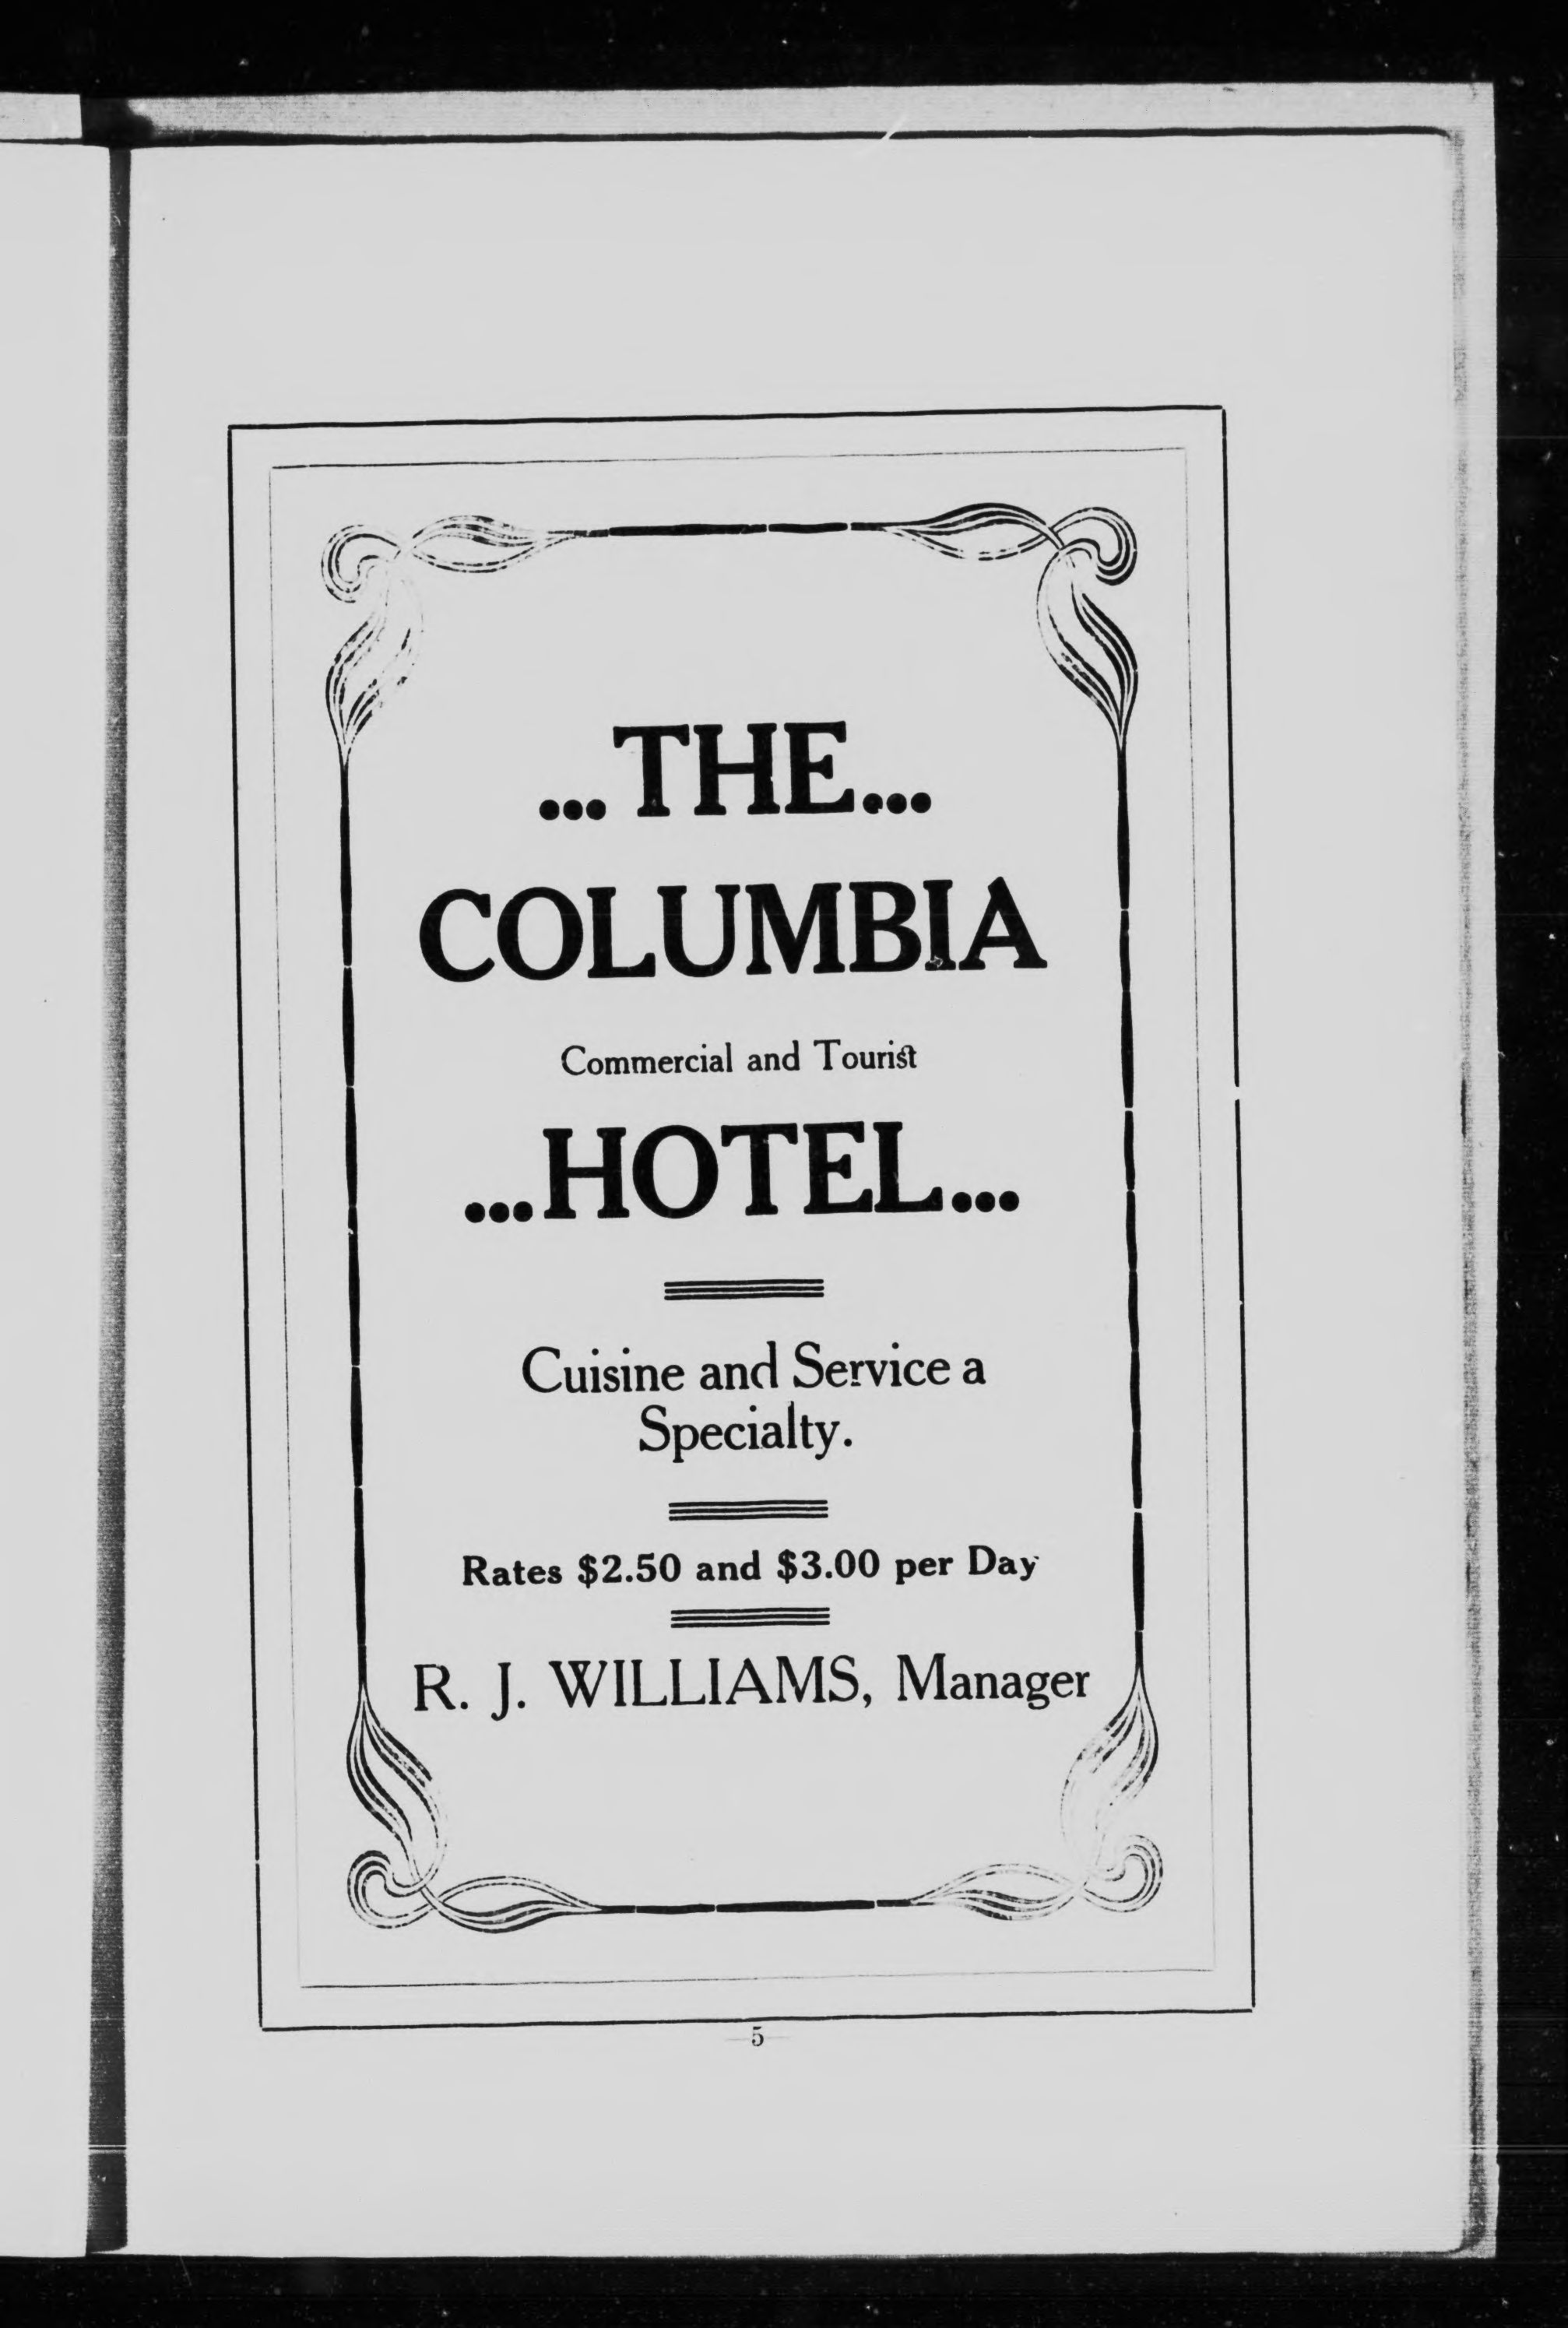 ...THE...
COLUMBIA
Commercial and Tourist
...HOTEL...
Cuisine and Service a
Specialty.
Rates $2.50 and $3.00 per Day
R. J. WILLIAMS, Manager
—5—